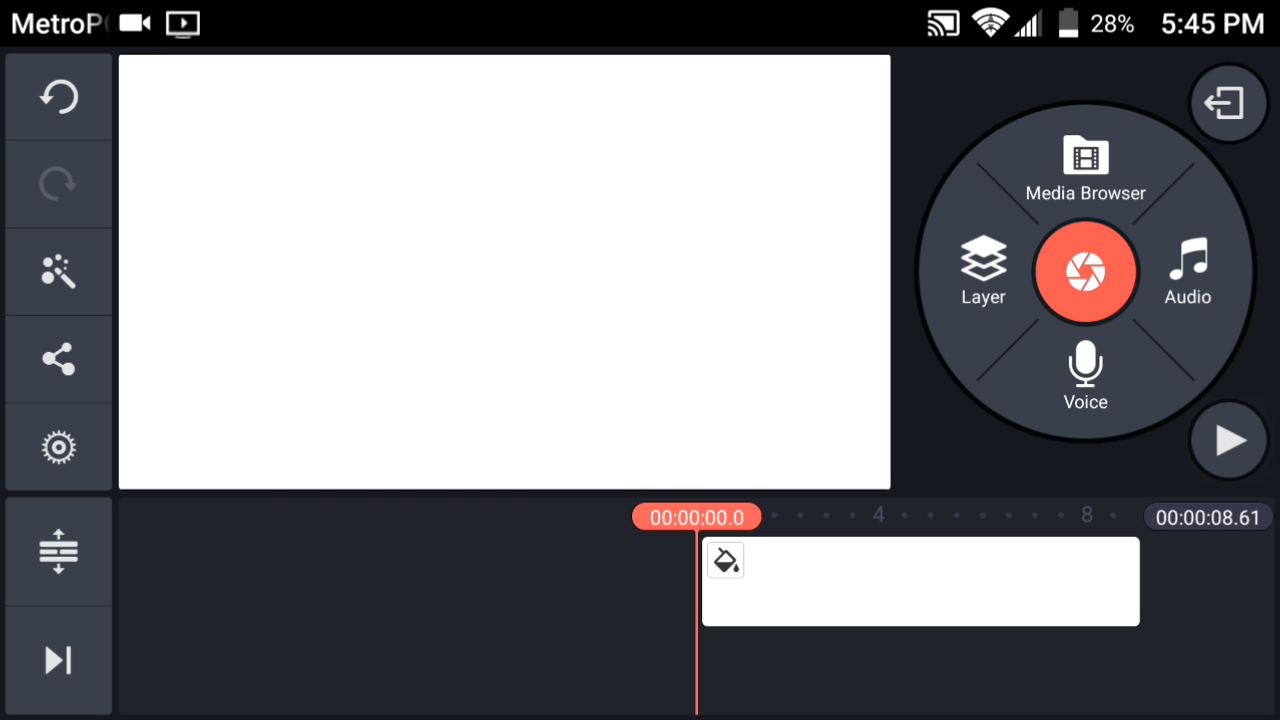 MetroP 28% 5:45 PM
Media Browser
Layer
Audio
Voice
00:00:00.0 4 8 00:00:08.61